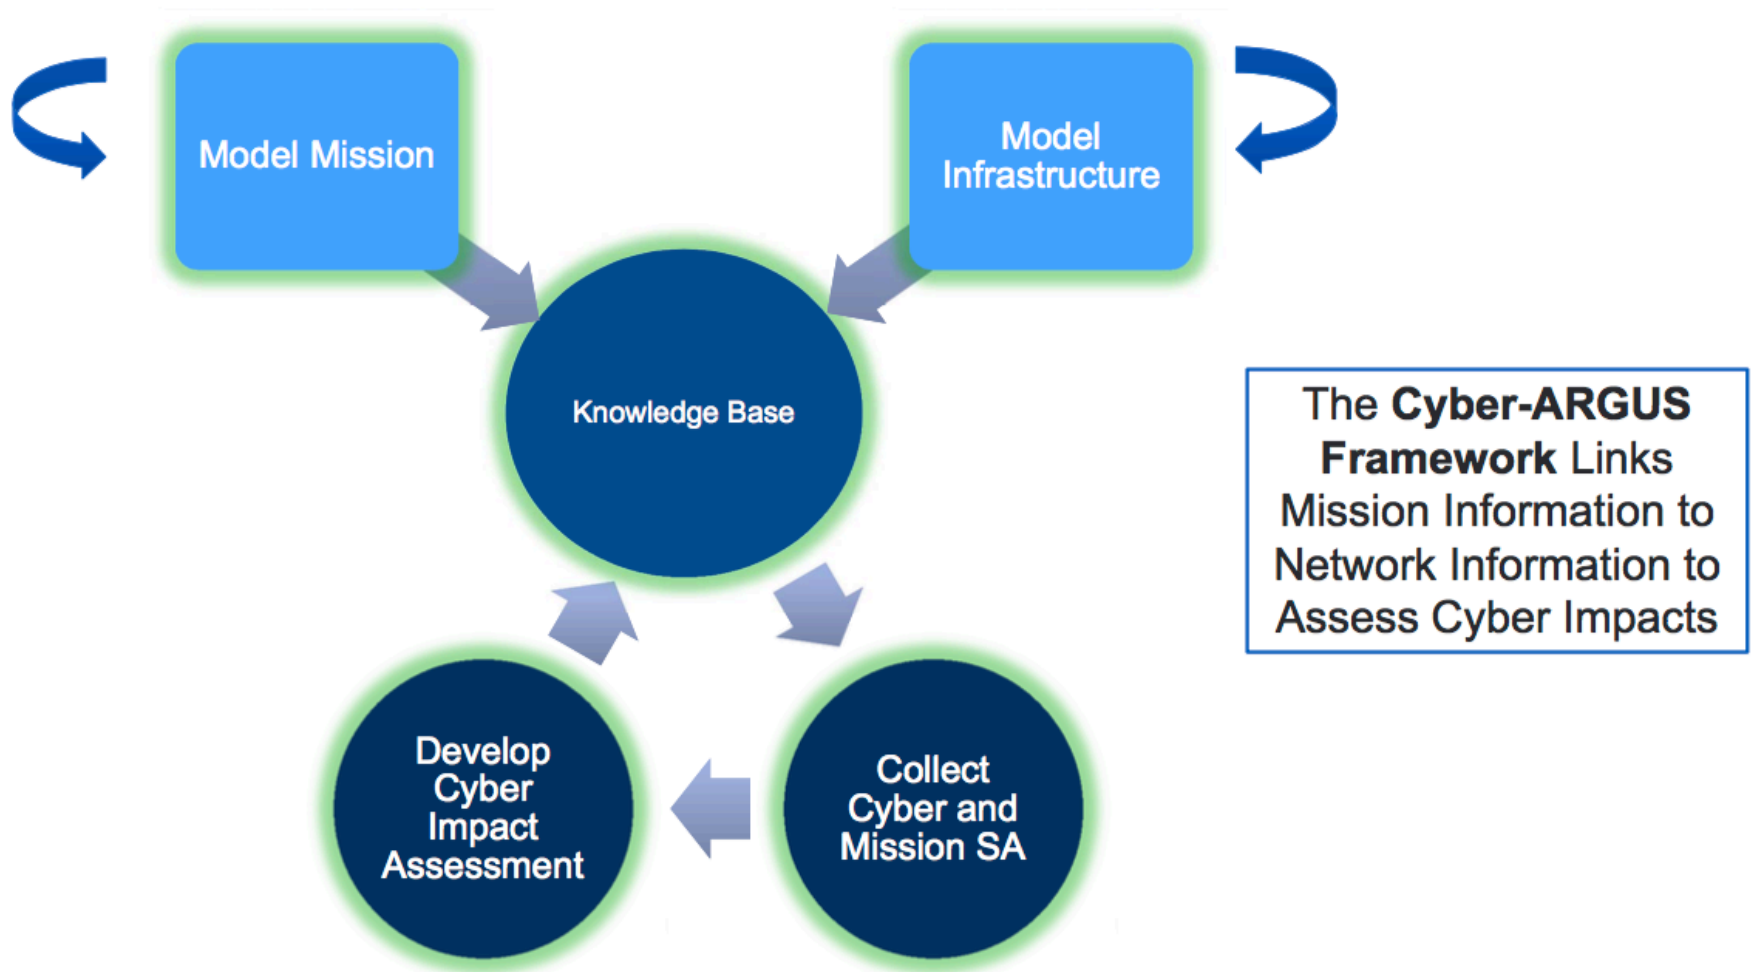 Model Mission
Model
Infrastructure
Knowledge Base
The Cyber-ARGUS
Framework Links
Mission Information to
Network Information to
Assess Cyber Impacts
Develop
Cyber
Impact
Assessment
Collect
Cyber and
Mission SA